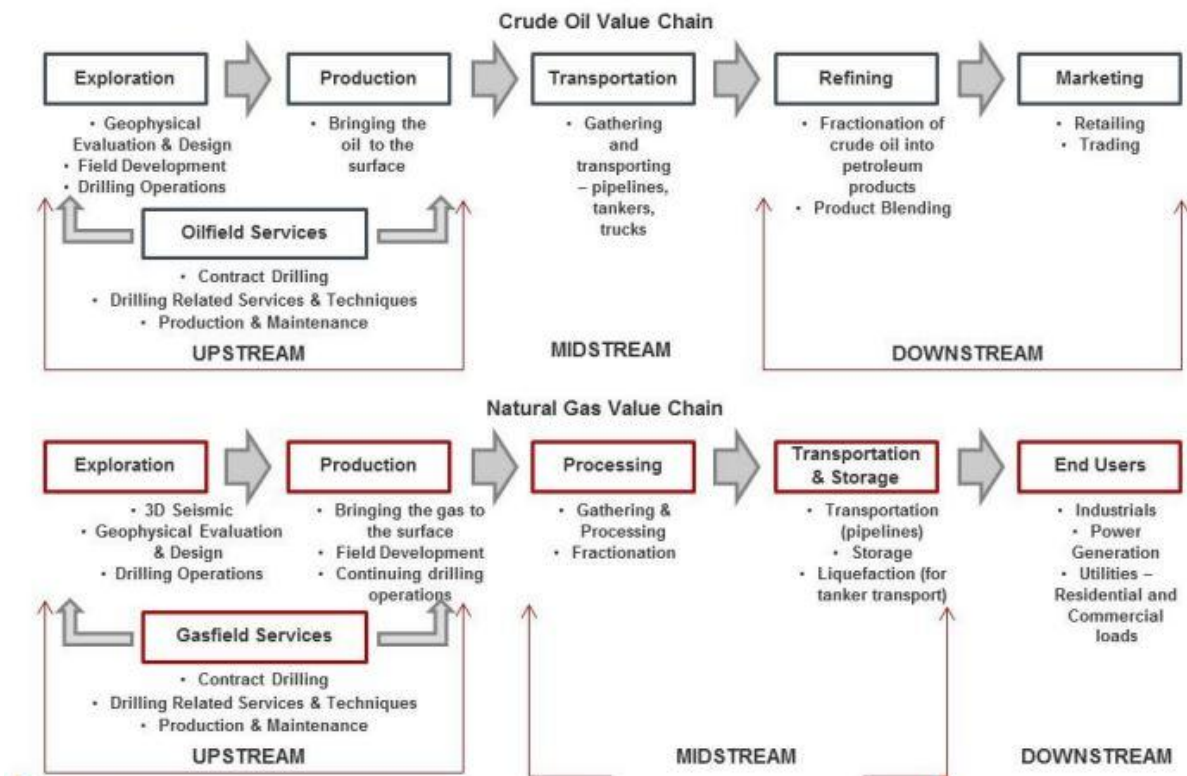 Crude Oil Value Chain
Exploration
• Geophysical
Evaluation & Design
• Field Development
• Drilling Operations
Production
• Bringing the
oil to the
surface
Transportation
• Gathering
and
transporting
– pipelines,
tankers,
trucks
Refining
• Fractionation of
crude oil into
petroleum
products
• Product Blending
Marketing
• Retailing
• Trading
Oilfield Services
• Contract Drilling
• Drilling Related Services & Techniques
• Production & Maintenance
UPSTREAM
MIDSTREAM
DOWNSTREAM
Natural Gas Value Chain
Exploration
• 3D Seismic
• Geophysical Evaluation
& Design
• Drilling Operations
Production
• Bringing the gas to
the surface
• Field Development
• Continuing drilling
operations
Processing
• Gathering &
Processing
• Fractionation
Transportation
& Storage
• Transportation
(pipelines)
• Storage
• Liquefaction (for
tanker transport)
End Users
• Industrials
• Power
Generation
• Utilities –
Residential and
Commercial
loads
Gasfield Services
• Contract Drilling
• Drilling Related Services & Techniques
• Production & Maintenance
UPSTREAM
MIDSTREAM
DOWNSTREAM